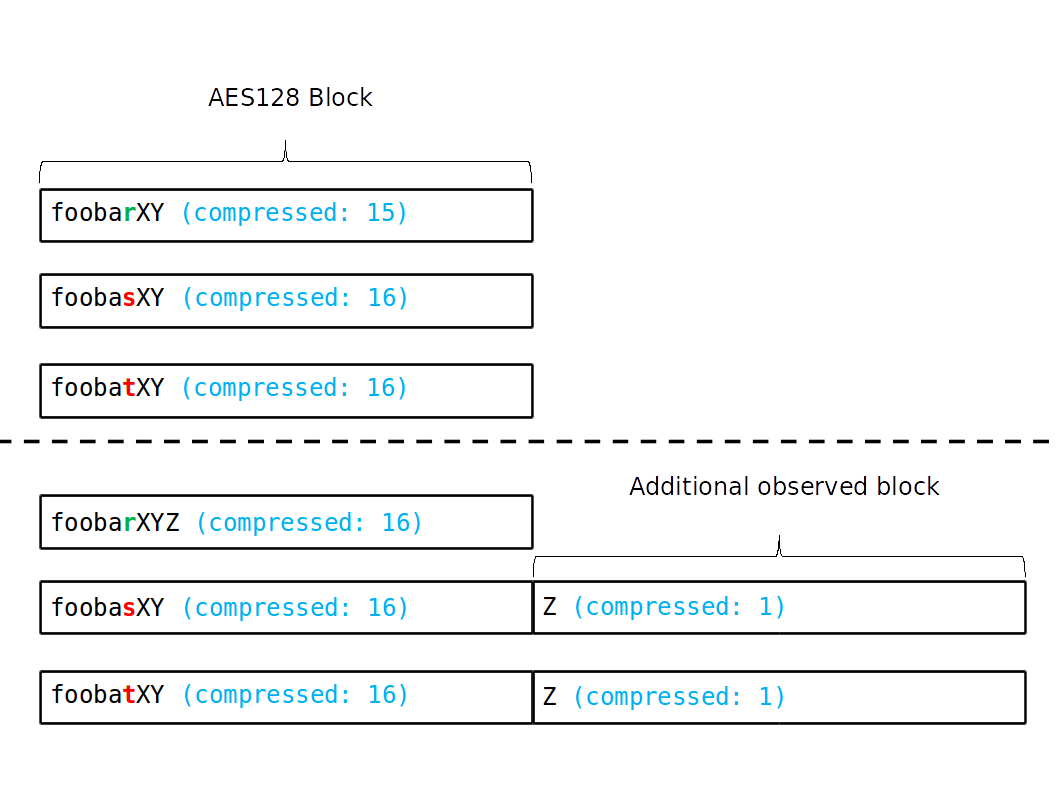 AES128 Block
foobarXY (compressed: 15)
foobasXY (compressed: 16)
foobatXY (compressed: 16)
Additional observed block
foobarXYZ (compressed: 16)
foobasXY (compressed: 16) Z (compressed: 1)
foobatXY (compressed: 16) Z (compressed: 1)